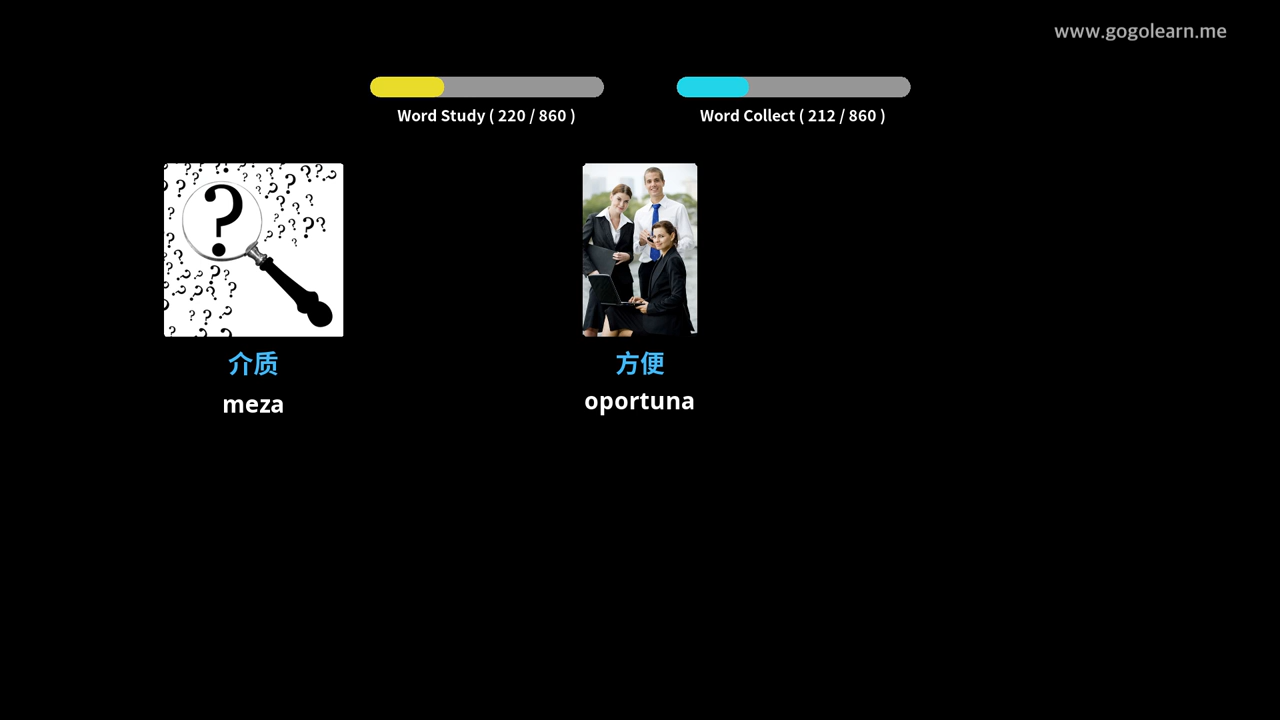 www.gogolearn.me
Word Study ( 220 / 860 )
Word Collect ( 212 / 860 )
介质
meza
方便
oportuna